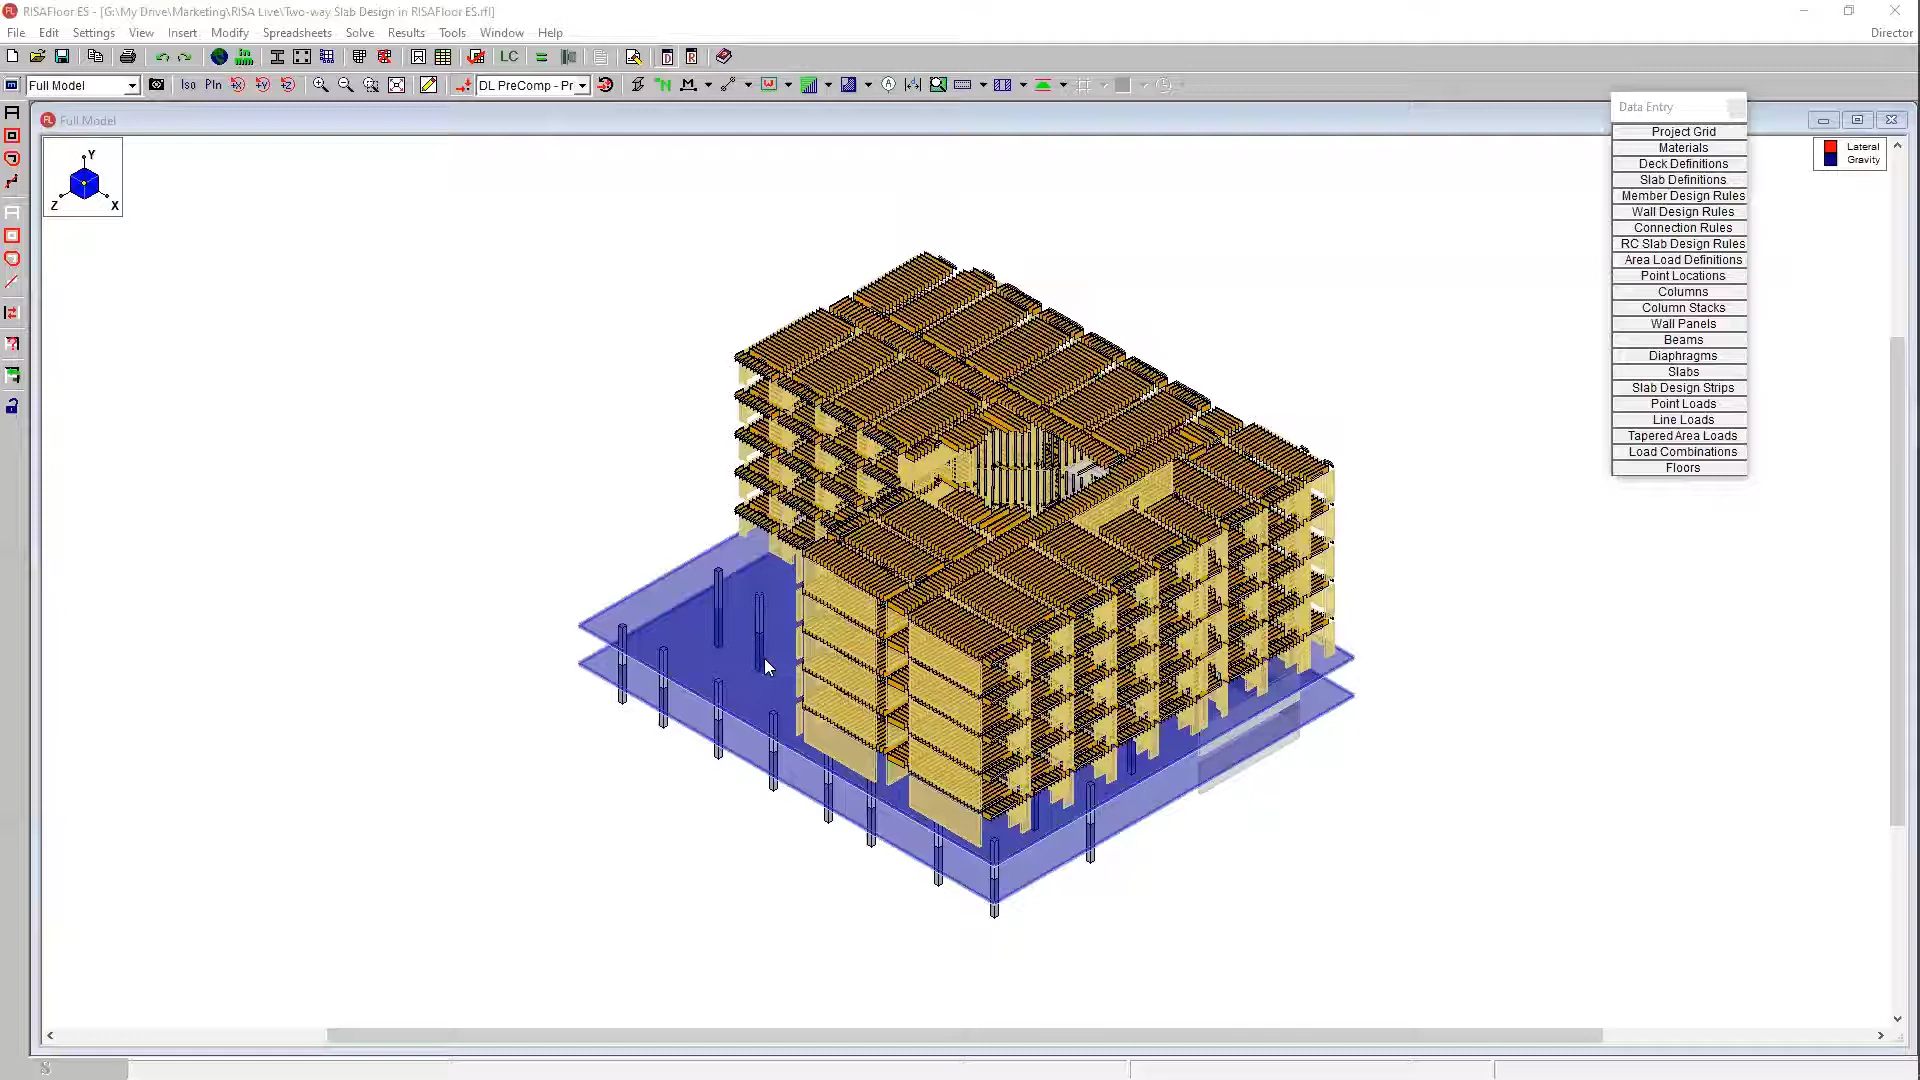 RISAFloor ES - [G:\My Drive\Marketing\RISA Live\Two-way Slab Design in RISAFloor ES.rfl]
File Edit Settings View Insert Modify Spreadsheets Solve Results Tools Window Help Director
LC D R
Full Model Iso Pln X Y Z DL PreComp - Pr N M A
Full Model
Y
Z X
Data Entry
Project Grid
Materials
Deck Definitions
Slab Definitions
Member Design Rules
Wall Design Rules
Connection Rules
RC Slab Design Rules
Area Load Definitions
Point Locations
Columns
Column Stacks
Wall Panels
Beams
Diaphragms
Slabs
Slab Design Strips
Point Loads
Line Loads
Tapered Area Loads
Load Combinations
Floors
Lateral
Gravity
S